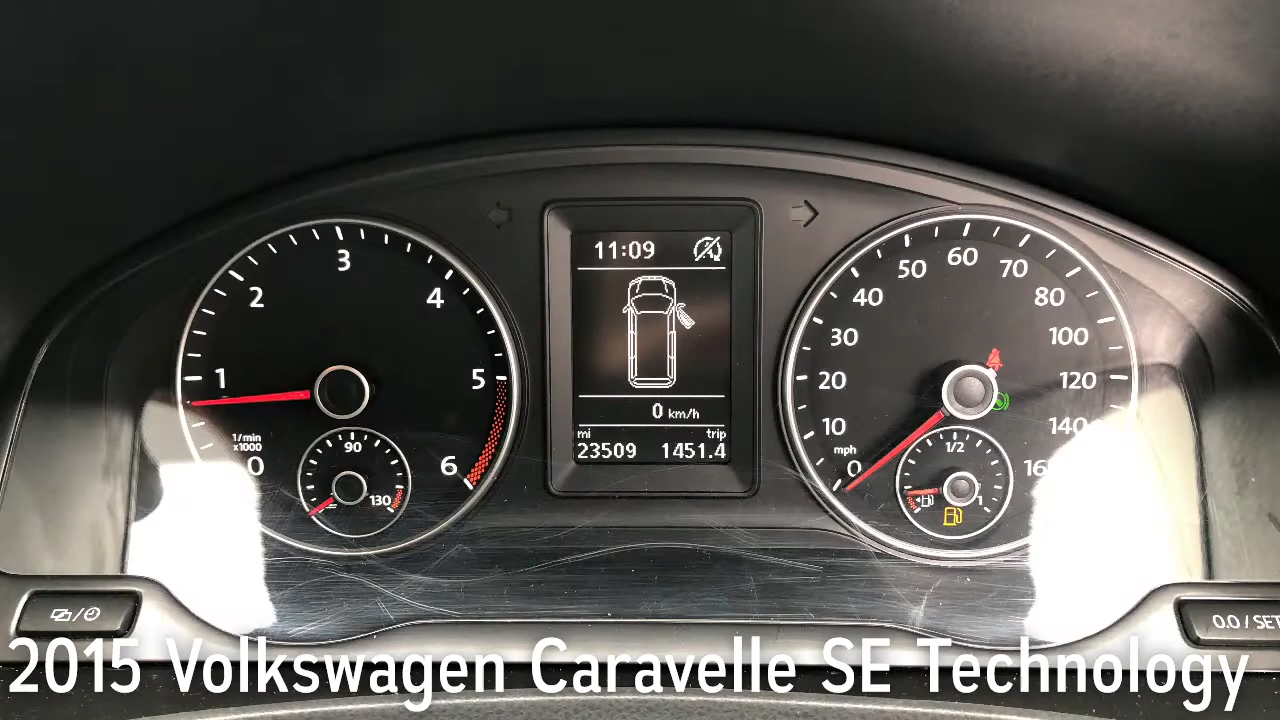 11:09
0 km/h
mi trip
23509 1451.4
1 2 3 4 5 6
0
1/min
x1000
90
130
0 10 20 30 40 50 60 70 80 100 120 140
mph
1/2
1
0.0 / SET
2015 Volkswagen Caravelle SE Technology